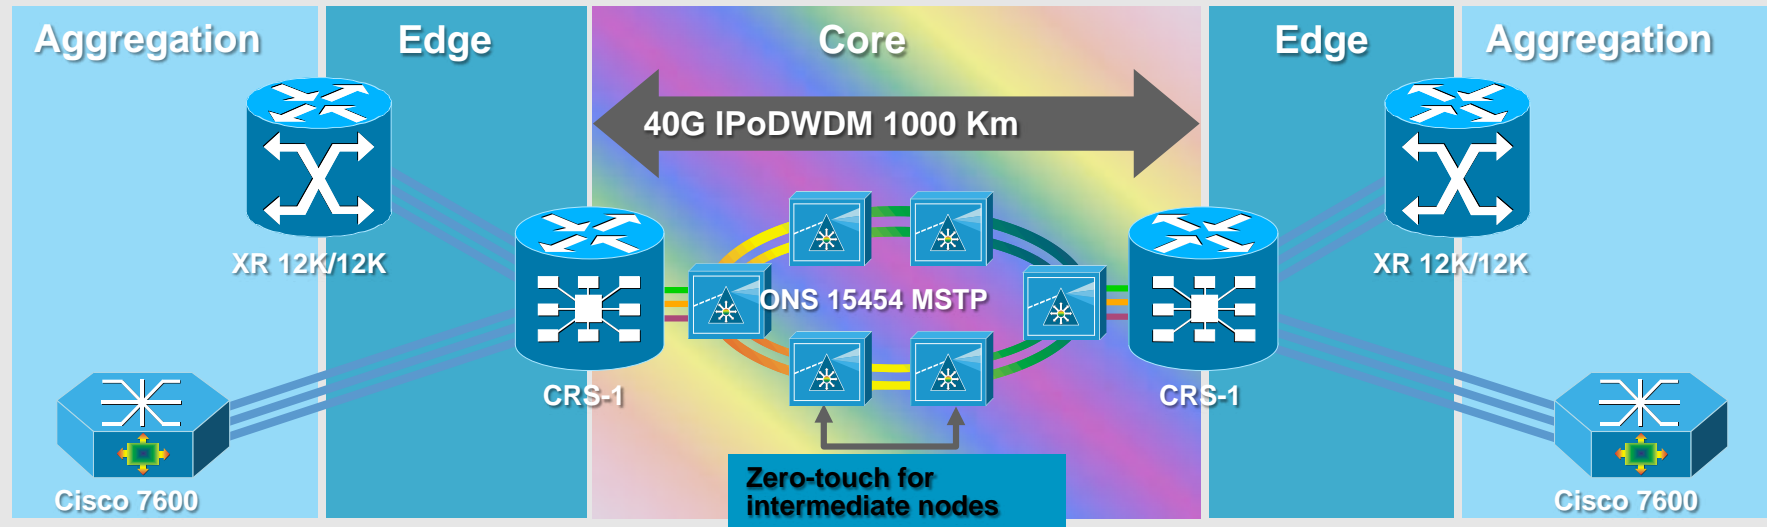 Aggregation
Edge
Core
Edge
Aggregation
40G IPoDWDM 1000 Km
XR 12K/12K
XR 12K/12K
ONS 15454 MSTP
CRS-1
CRS-1
Zero-touch for
intermediate nodes
Cisco 7600
Cisco 7600